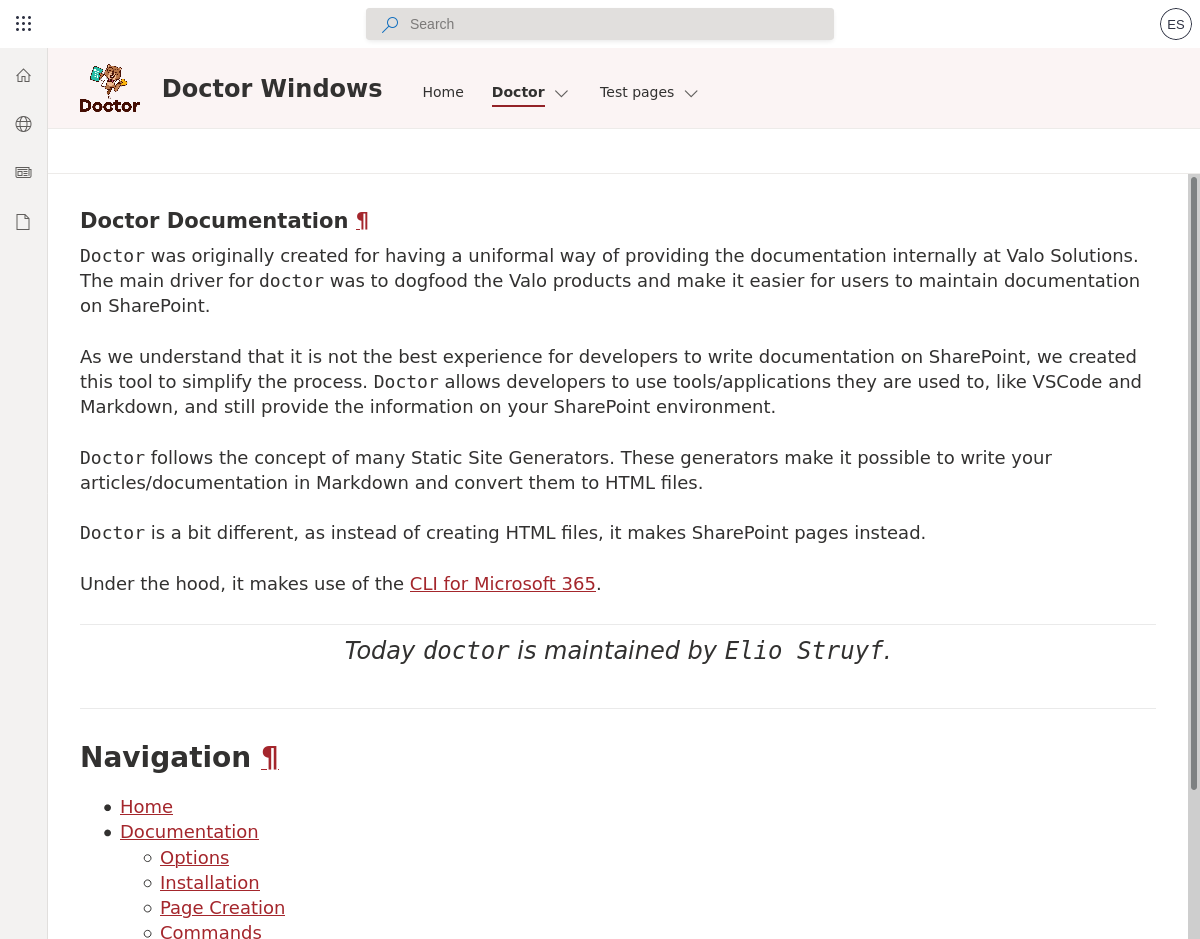 Search
ES
Doctor
Doctor Windows
Home
Doctor
Test pages
Doctor Documentation ¶
Doctor was originally created for having a uniformal way of providing the documentation internally at Valo Solutions.
The main driver for doctor was to dogfood the Valo products and make it easier for users to maintain documentation
on SharePoint.
As we understand that it is not the best experience for developers to write documentation on SharePoint, we created
this tool to simplify the process. Doctor allows developers to use tools/applications they are used to, like VSCode and
Markdown, and still provide the information on your SharePoint environment.
Doctor follows the concept of many Static Site Generators. These generators make it possible to write your
articles/documentation in Markdown and convert them to HTML files.
Doctor is a bit different, as instead of creating HTML files, it makes SharePoint pages instead.
Under the hood, it makes use of the CLI for Microsoft 365.
Today doctor is maintained by Elio Struyf.
Navigation ¶
Home
Documentation
Options
Installation
Page Creation
Commands